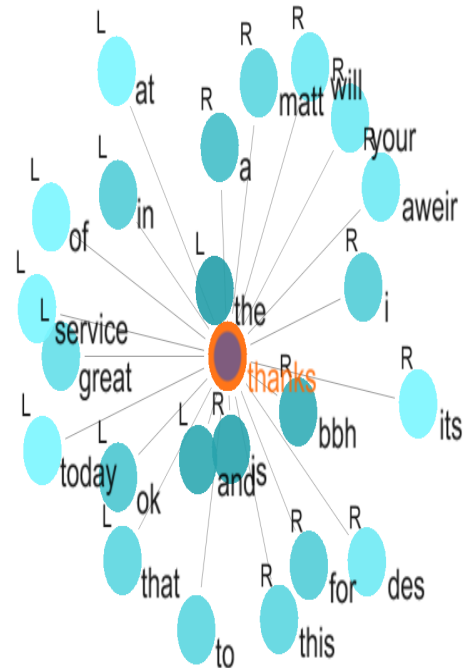 L
at
R
matt
R
will
R
your
R
aweir
R
a
L
in
L
of
R
i
L
the
L
service
L
great
thanks
R
bbh
R
its
L
today
L
ok
L
and
R
is
L
that
to
R
this
R
for
R
des